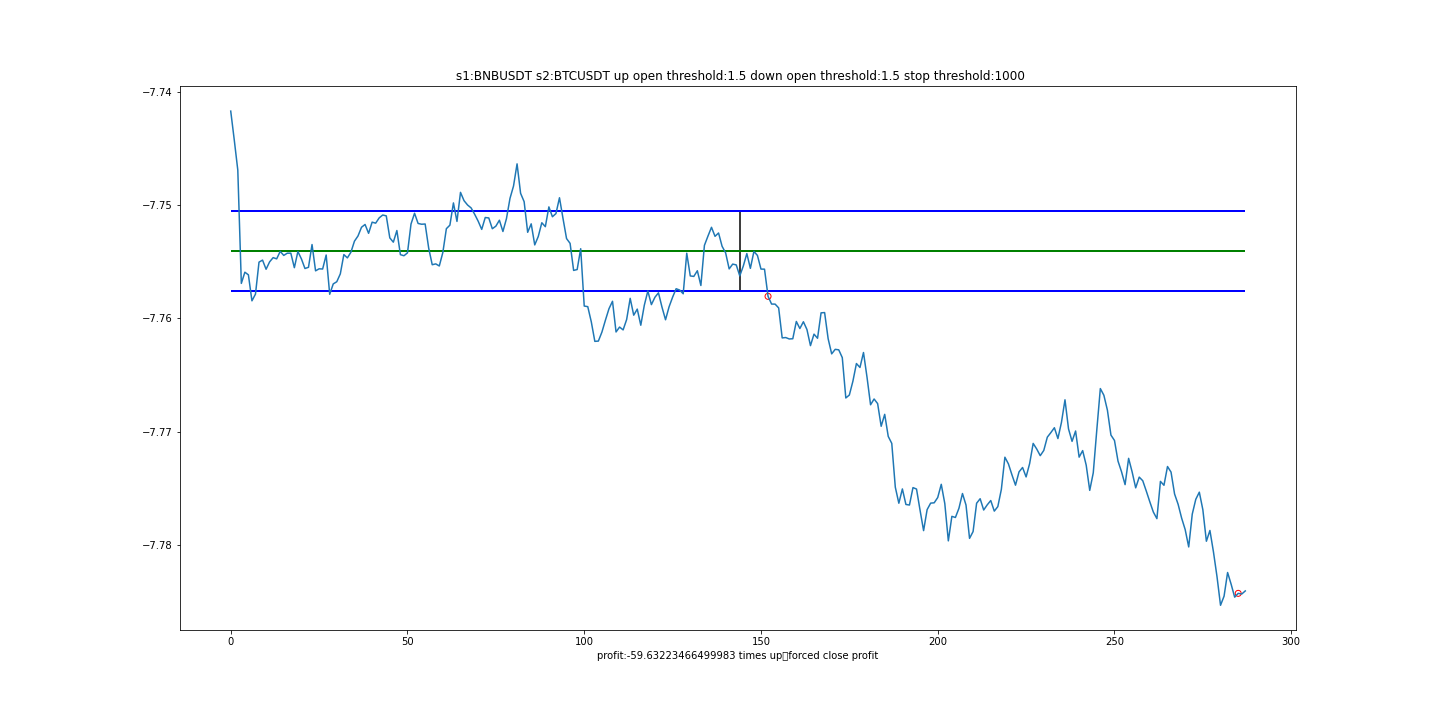 s1:BNBUSDT s2:BTCUSDT up open threshold:1.5 down open threshold:1.5 stop threshold:1000
−7.74
−7.75
−7.76
−7.77
−7.78
0 50 100 150 200 250 300
profit:-59.63223466499983 times up▯forced close profit